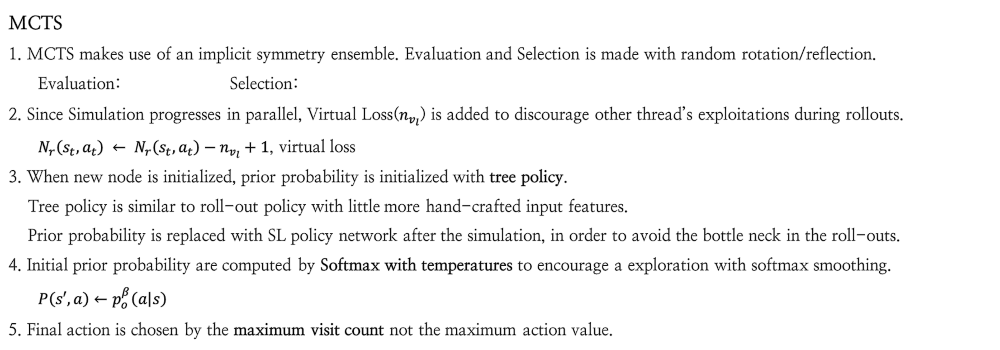 MCTS
1. MCTS makes use of an implicit symmetry ensemble. Evaluation and Selection is made with random rotation/reflection.
Evaluation: Selection:
2. Since Simulation progresses in parallel, Virtual Loss(n_{v_l}) is added to discourage other thread's exploitations during rollouts.
N_r(s_t, a_t) ← N_r(s_t, a_t) − n_{v_l} + 1, virtual loss
3. When new node is initialized, prior probability is initialized with tree policy.
Tree policy is similar to roll-out policy with little more hand-crafted input features.
Prior probability is replaced with SL policy network after the simulation, in order to avoid the bottle neck in the roll-outs.
4. Initial prior probability are computed by Softmax with temperatures to encourage a exploration with softmax smoothing.
P(s′, a) ← p_o^β (a|s)
5. Final action is chosen by the maximum visit count not the maximum action value.